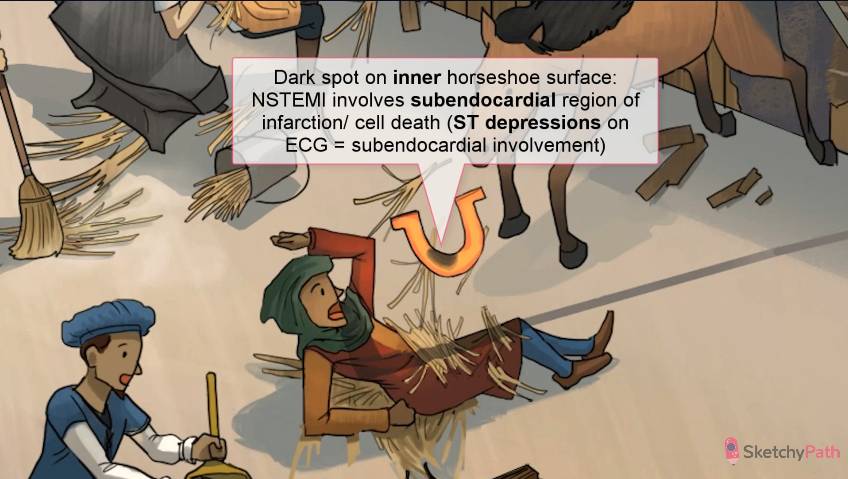 Dark spot on inner horseshoe surface:
NSTEMI involves subendocardial region of
infarction/ cell death (ST depressions on
ECG = subendocardial involvement)
SketchyPath